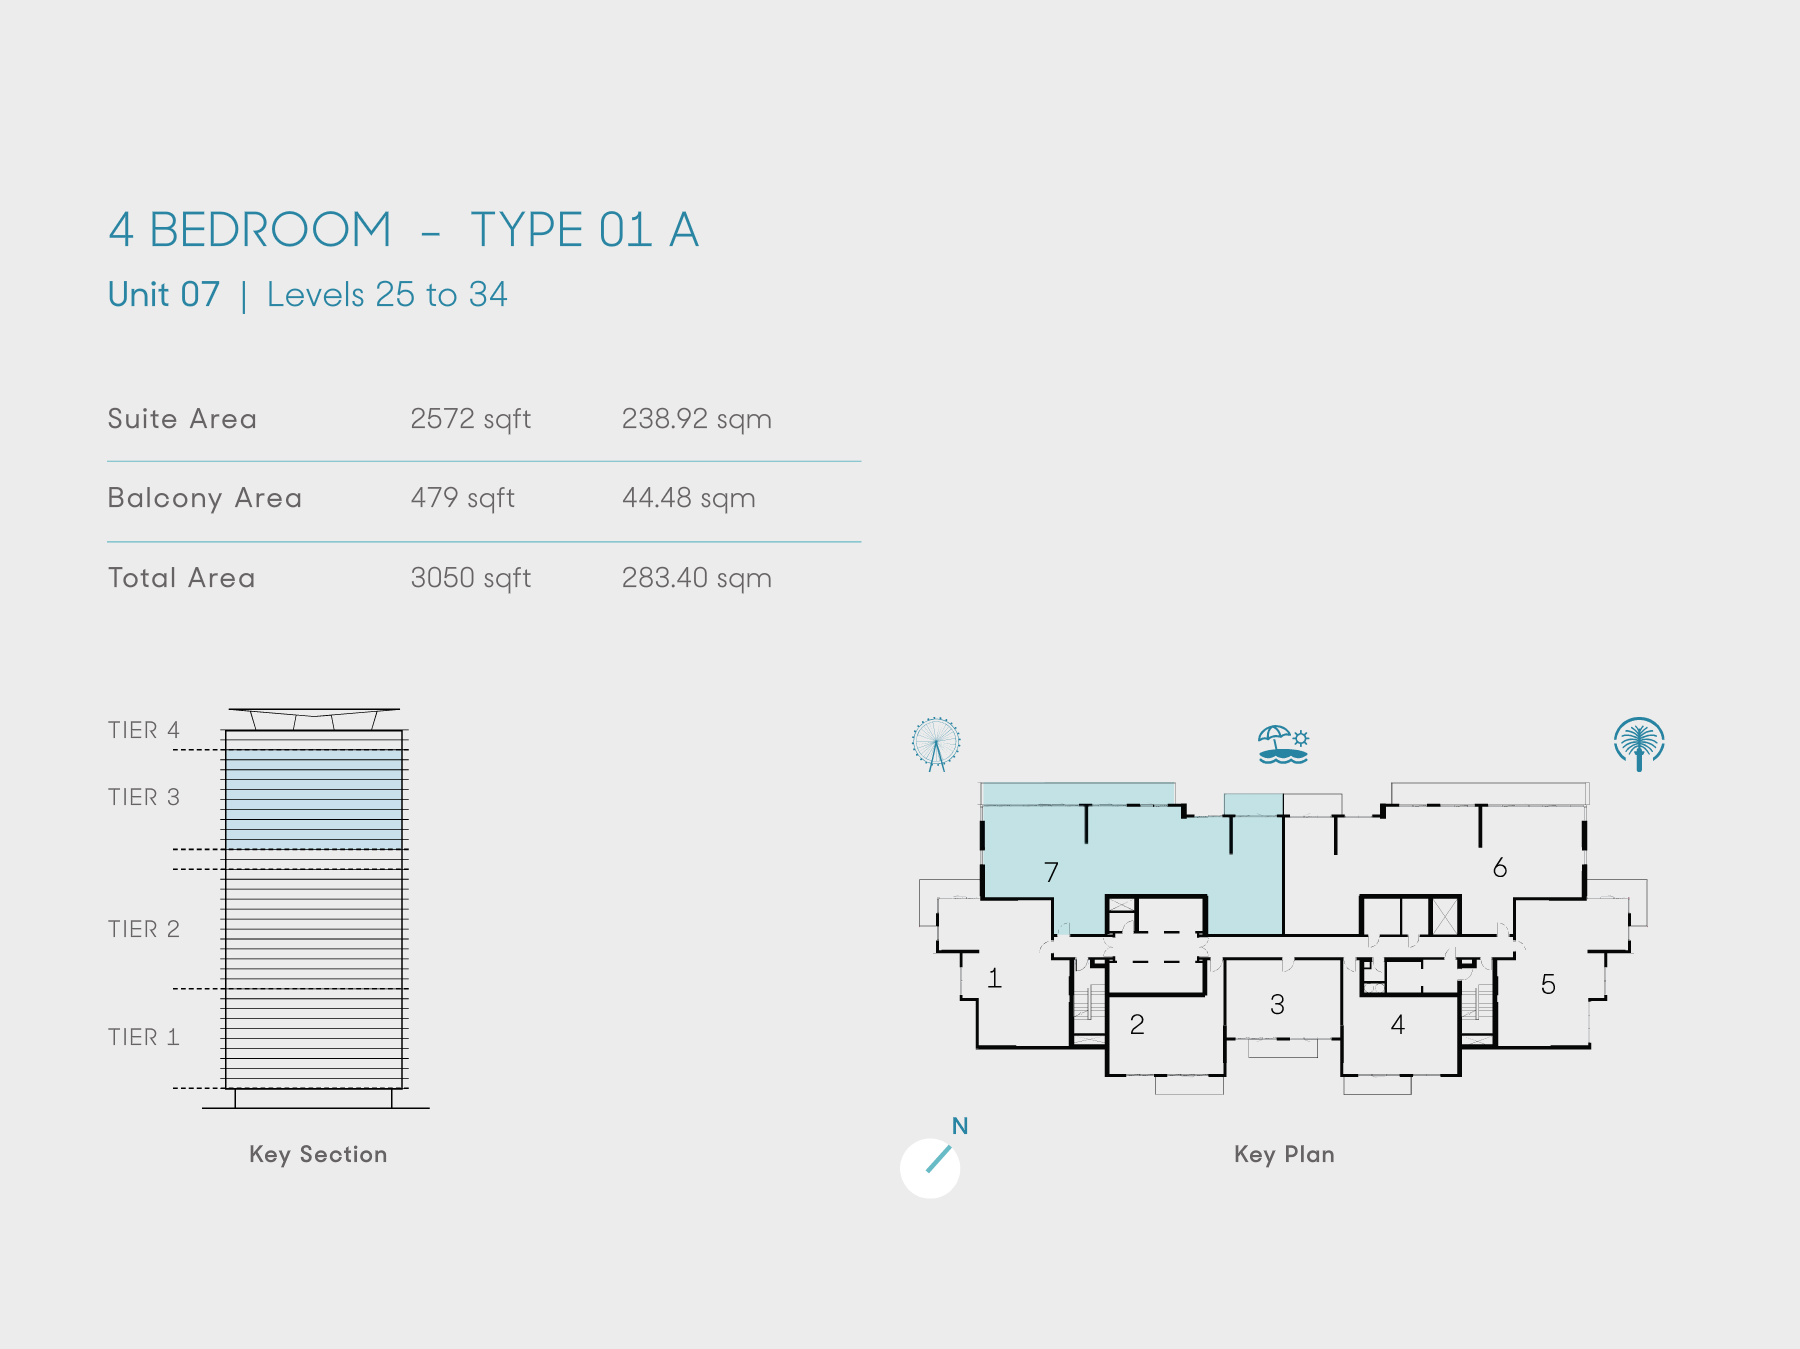 4 BEDROOM – TYPE 01 A
Unit 07 | Levels 25 to 34
Suite Area 2572 sqft 238.92 sqm
Balcony Area 479 sqft 44.48 sqm
Total Area 3050 sqft 283.40 sqm
TIER 4
TIER 3
TIER 2
TIER 1
Key Section
7
6
1
5
3
2
4
N
Key Plan